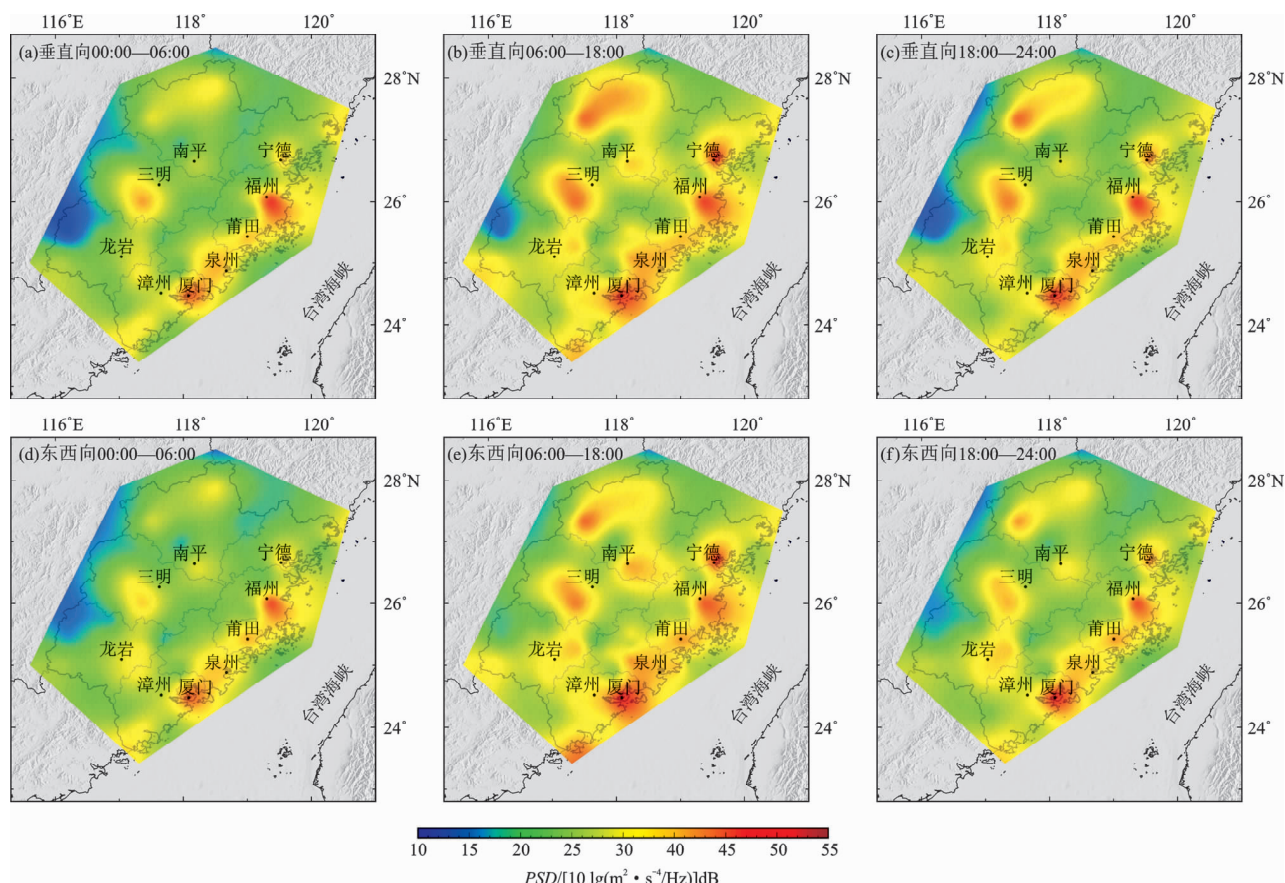 116°E 118° 120°
116°E 118° 120°
116°E 118° 120°
(a)垂直向00:00—06:00
28°N
南平
宁德
三明
福州
26°
莆田
龙岩
泉州
漳州
厦门
台湾海峡
24°
(b)垂直向06:00—18:00
28°N
南平
宁德
三明
福州
26°
莆田
龙岩
泉州
漳州
厦门
台湾海峡
24°
(c)垂直向18:00—24:00
28°N
南平
宁德
三明
福州
26°
莆田
龙岩
泉州
漳州
厦门
台湾海峡
24°
116°E 118° 120°
116°E 118° 120°
116°E 118° 120°
(d)东西向00:00—06:00
28°N
南平
宁德
三明
福州
26°
莆田
龙岩
泉州
漳州
厦门
台湾海峡
24°
(e)东西向06:00—18:00
28°N
南平
宁德
三明
福州
26°
莆田
龙岩
泉州
漳州
厦门
台湾海峡
24°
(f)东西向18:00—24:00
28°N
南平
宁德
三明
福州
26°
莆田
龙岩
泉州
漳州
厦门
台湾海峡
24°
10 15 20 25 30 35 40 45 50 55
PSD/[10 lg(m²·s⁻⁴/Hz)]dB